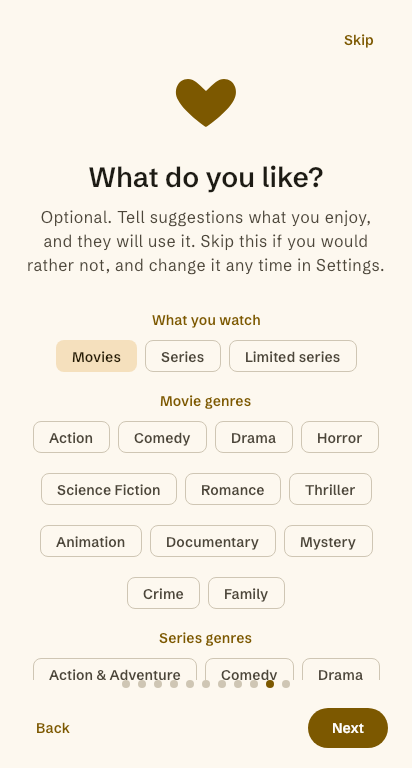 Skip
What do you like?
Optional. Tell suggestions what you enjoy,
and they will use it. Skip this if you would
rather not, and change it any time in Settings.
What you watch
Movies Series Limited series
Movie genres
Action Comedy Drama Horror
Science Fiction Romance Thriller
Animation Documentary Mystery
Crime Family
Series genres
Action & Adventure Comedy Drama
Back Next